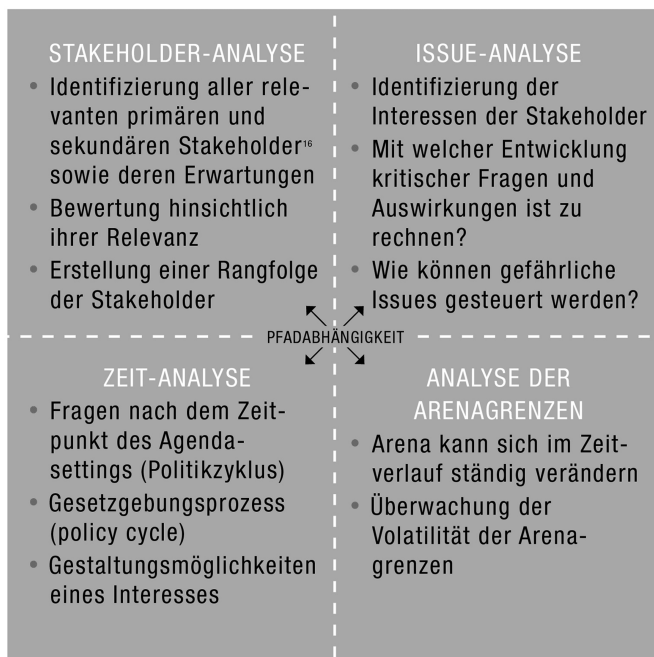 STAKEHOLDER-ANALYSE
• Identifizierung aller rele-
vanten primären und
sekundären Stakeholder¹⁶
sowie deren Erwartungen
• Bewertung hinsichtlich
ihrer Relevanz
• Erstellung einer Rangfolge
der Stakeholder
ISSUE-ANALYSE
• Identifizierung der
Interessen der Stakeholder
• Mit welcher Entwicklung
kritischer Fragen und
Auswirkungen ist zu
rechnen?
• Wie können gefährliche
Issues gesteuert werden?
PFADABHÄNGIGKEIT
ZEIT-ANALYSE
• Fragen nach dem Zeit-
punkt des Agenda-
settings (Politikzyklus)
• Gesetzgebungsprozess
(policy cycle)
• Gestaltungsmöglichkeiten
eines Interesses
ANALYSE DER
ARENAGRENZEN
• Arena kann sich im Zeit-
verlauf ständig verändern
• Überwachung der
Volatilität der Arena-
grenzen